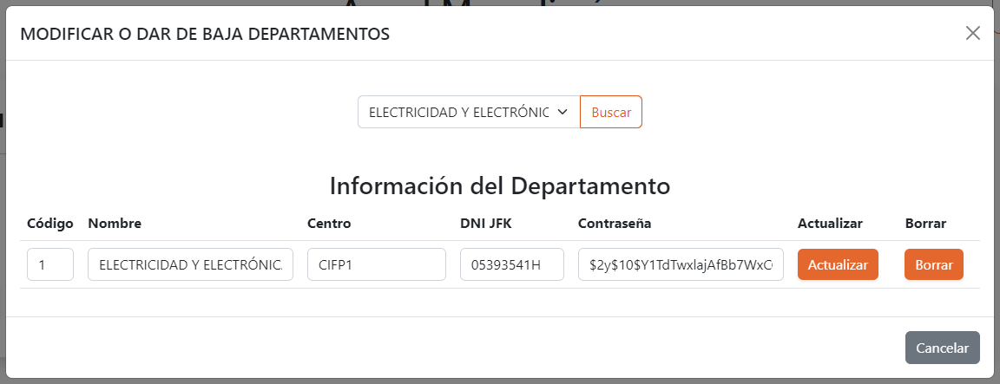 MODIFICAR O DAR DE BAJA DEPARTAMENTOS
ELECTRICIDAD Y ELECTRÓNIC Buscar
Información del Departamento
Código Nombre Centro DNI JFK Contraseña Actualizar Borrar
1 ELECTRICIDAD Y ELECTRÓNIC. CIFP1 05393541H $2y$10$Y1TdTwxlajAfBb7WxC Actualizar Borrar
Cancelar